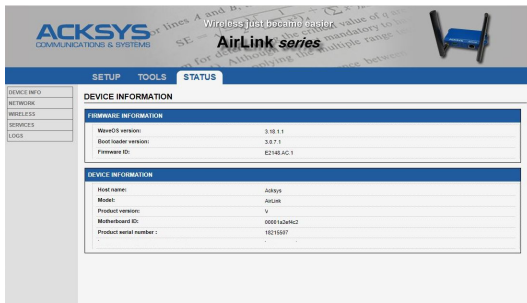 ACKSYS
COMMUNICATIONS & SYSTEMS
Wireless just became easier
AirLink series
SETUP TOOLS STATUS
DEVICE INFO
NETWORK
WIRELESS
SERVICES
LOGS
DEVICE INFORMATION
FIRMWARE INFORMATION
WaveOS version: 3.18.1.1
Boot loader version: 3.0.7.1
Firmware ID: E2148.AC.1
DEVICE INFORMATION
Host name: Acksys
Model: AirLink
Product version: V
Motherboard ID: 00001a2ef4c2
Product serial number : 18215507